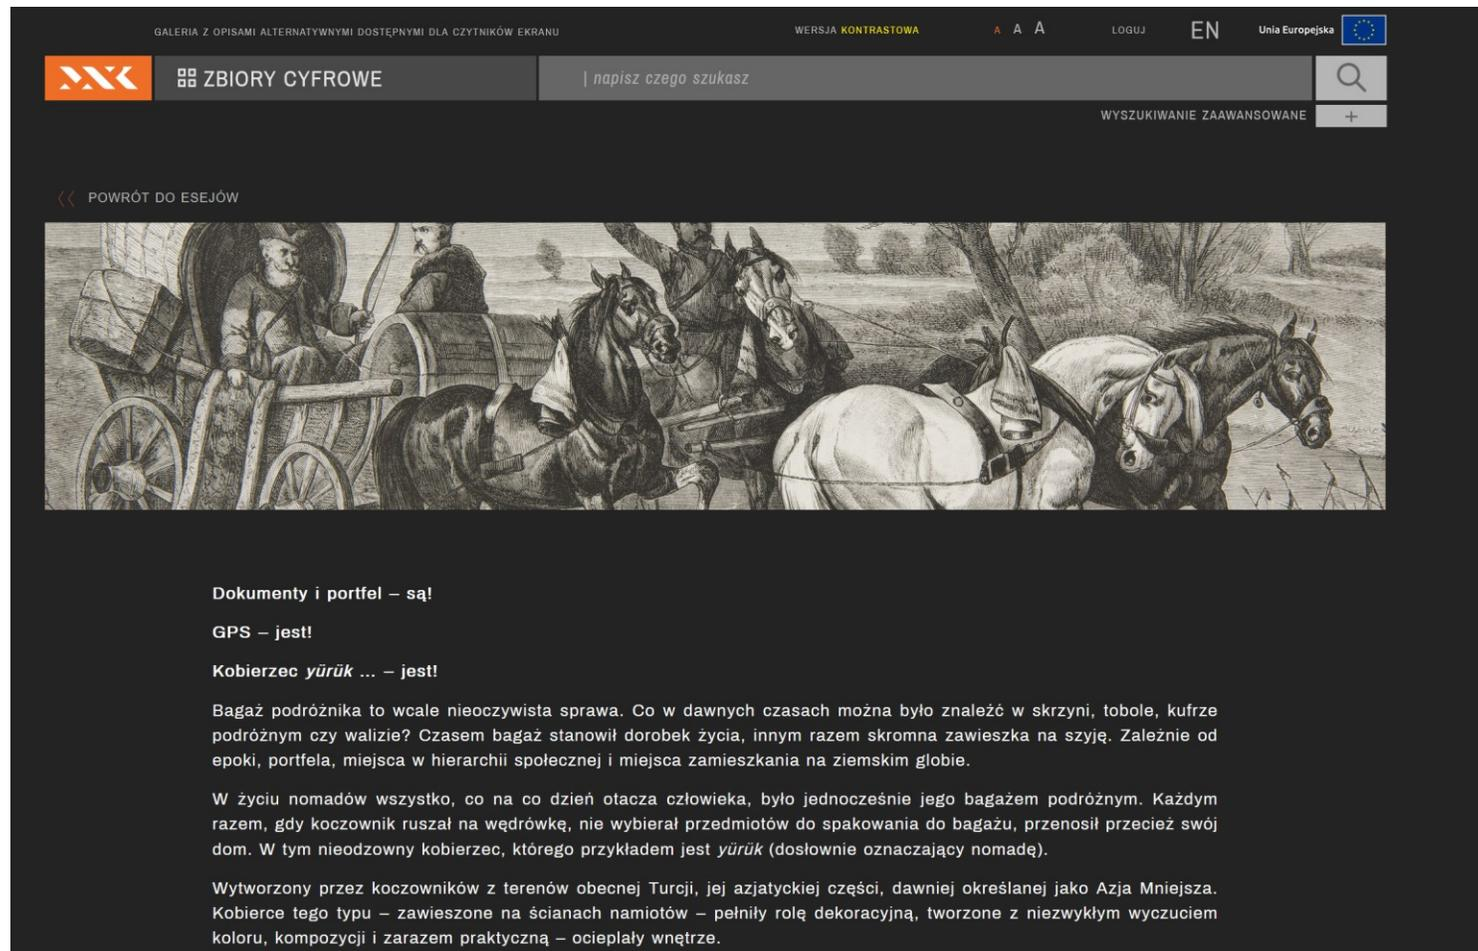 GALERIA Z OPISAMI ALTERNATYWNYMI DOSTĘPNYMI DLA CZYTNIKÓW EKRANU
WERSJA KONTRASTOWA
A A A
LOGUJ
EN
Unia Europejska
MNK
ZBIORY CYFROWE
| napisz czego szukasz
WYSZUKIWANIE ZAAWANSOWANE +
POWRÓT DO ESEJÓW
Dokumenty i portfel – są!
GPS – jest!
Kobierzec yürük ... – jest!
Bagaż podróżnika to wcale nieoczywista sprawa. Co w dawnych czasach można było znaleźć w skrzyni, tobole, kufrze
podróżnym czy walizie? Czasem bagaż stanowił dorobek życia, innym razem skromna zawieszka na szyję. Zależnie od
epoki, portfela, miejsca w hierarchii społecznej i miejsca zamieszkania na ziemskim globie.
W życiu nomadów wszystko, co na co dzień otacza człowieka, było jednocześnie jego bagażem podróżnym. Każdym
razem, gdy koczownik ruszał na wędrówkę, nie wybierał przedmiotów do spakowania do bagażu, przenosił przecież swój
dom. W tym nieodzowny kobierzec, którego przykładem jest yürük (dosłownie oznaczający nomadę).
Wytworzony przez koczowników z terenów obecnej Turcji, jej azjatyckiej części, dawniej określanej jako Azja Mniejsza.
Kobierce tego typu – zawieszone na ścianach namiotów – pełniły rolę dekoracyjną, tworzone z niezwykłym wyczuciem
koloru, kompozycji i zarazem praktyczną – ocieplały wnętrze.